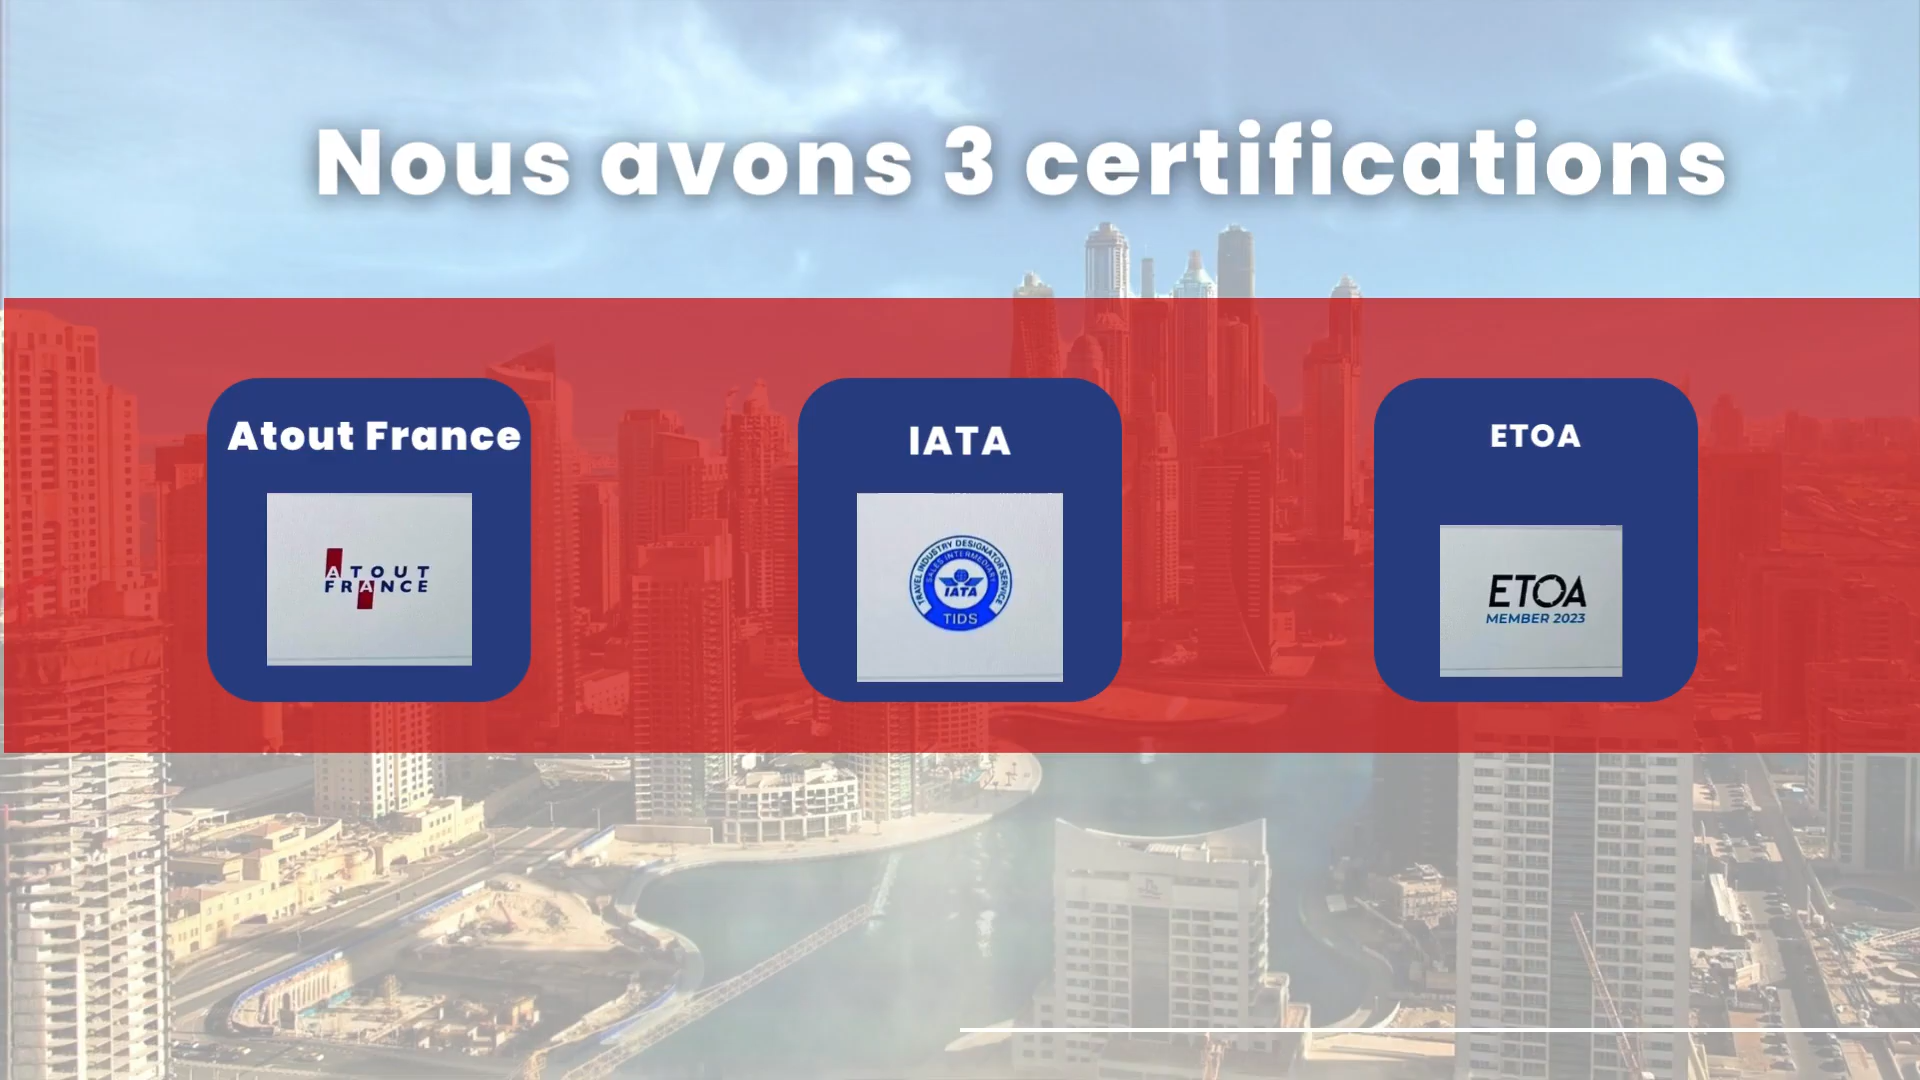 Nous avons 3 certifications
Atout France
ATOUT
FRANCE
IATA
TRAVEL INDUSTRY DESIGNATOR SERVICE
SALES INTERMEDIARY
IATA
TIDS
ETOA
ETOA
MEMBER 2023